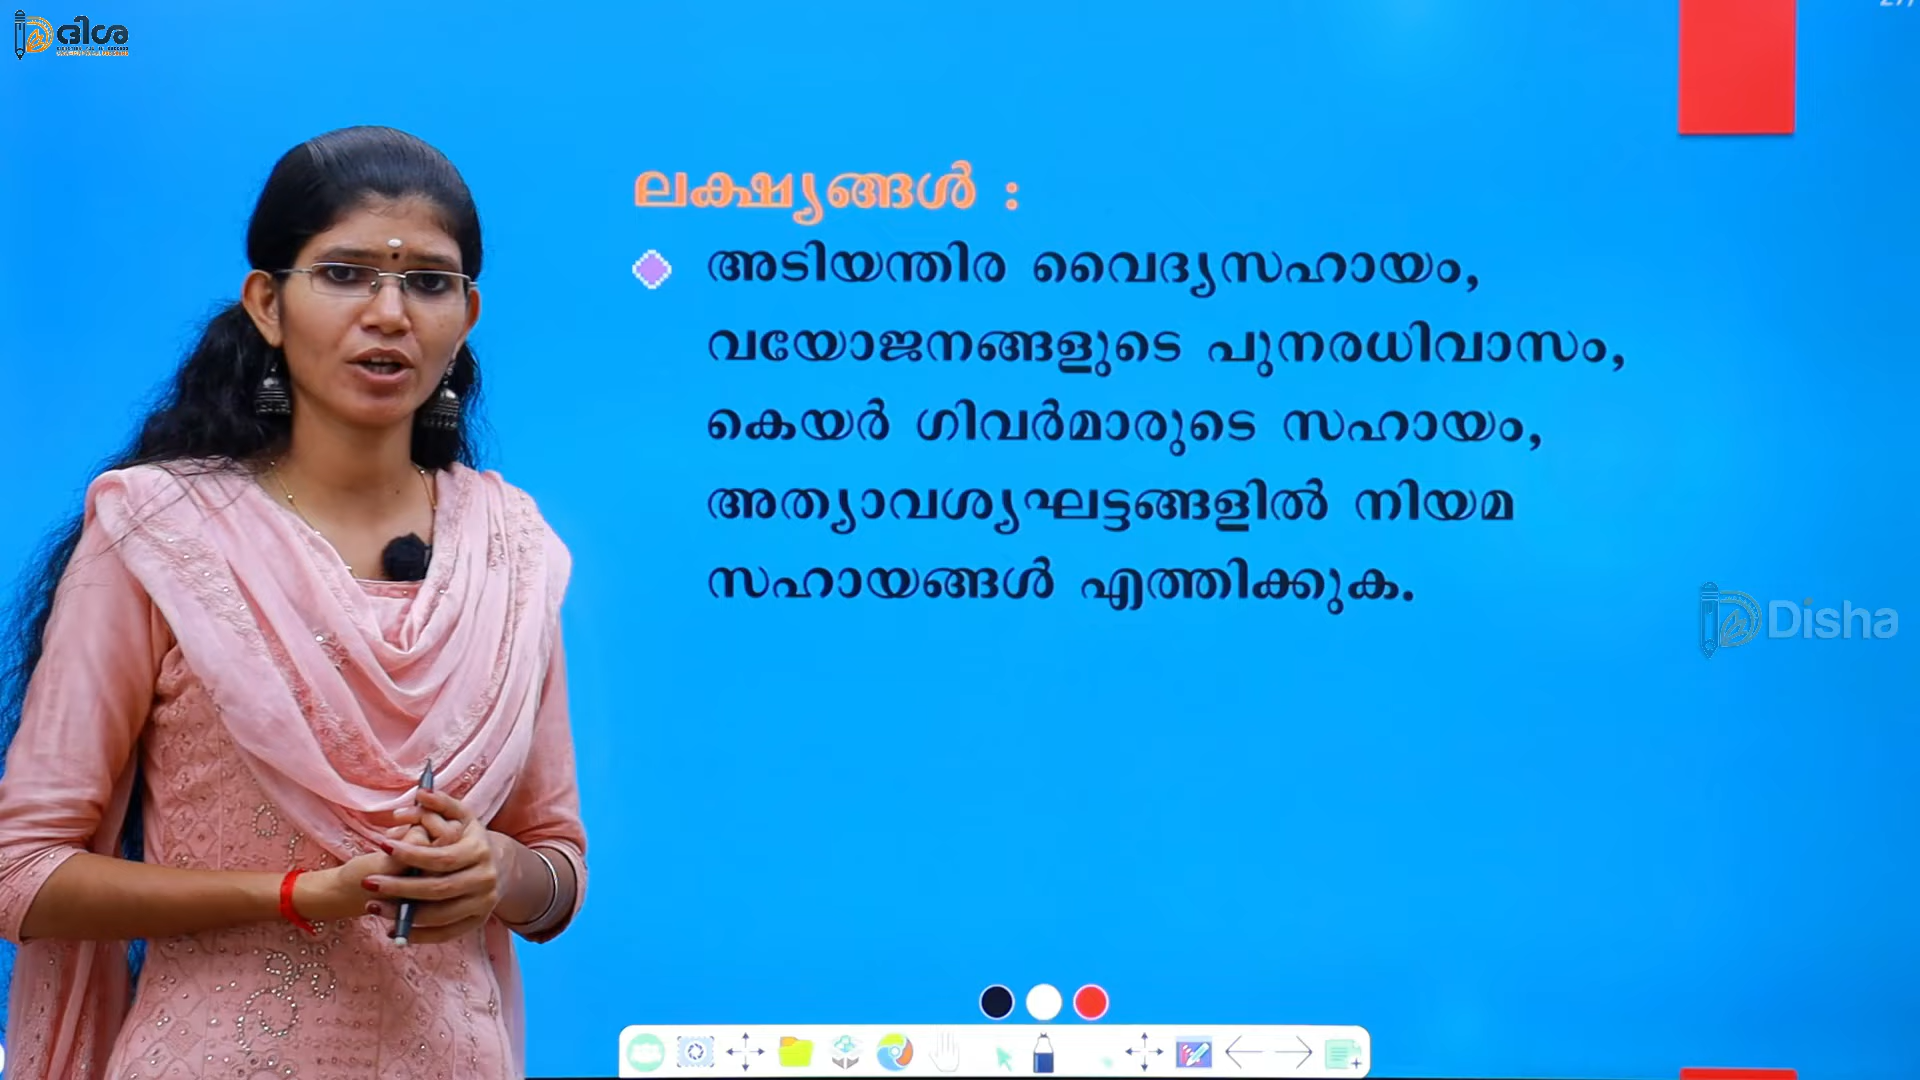 ദിശ
ലക്ഷ്യങ്ങൾ :
അടിയന്തിര വൈദ്യസഹായം,
വയോജനങ്ങളുടെ പുനരധിവാസം,
കെയർ ഗിവർമാരുടെ സഹായം,
അത്യാവശ്യഘട്ടങ്ങളിൽ നിയമ
സഹായങ്ങൾ എത്തിക്കുക.
Disha